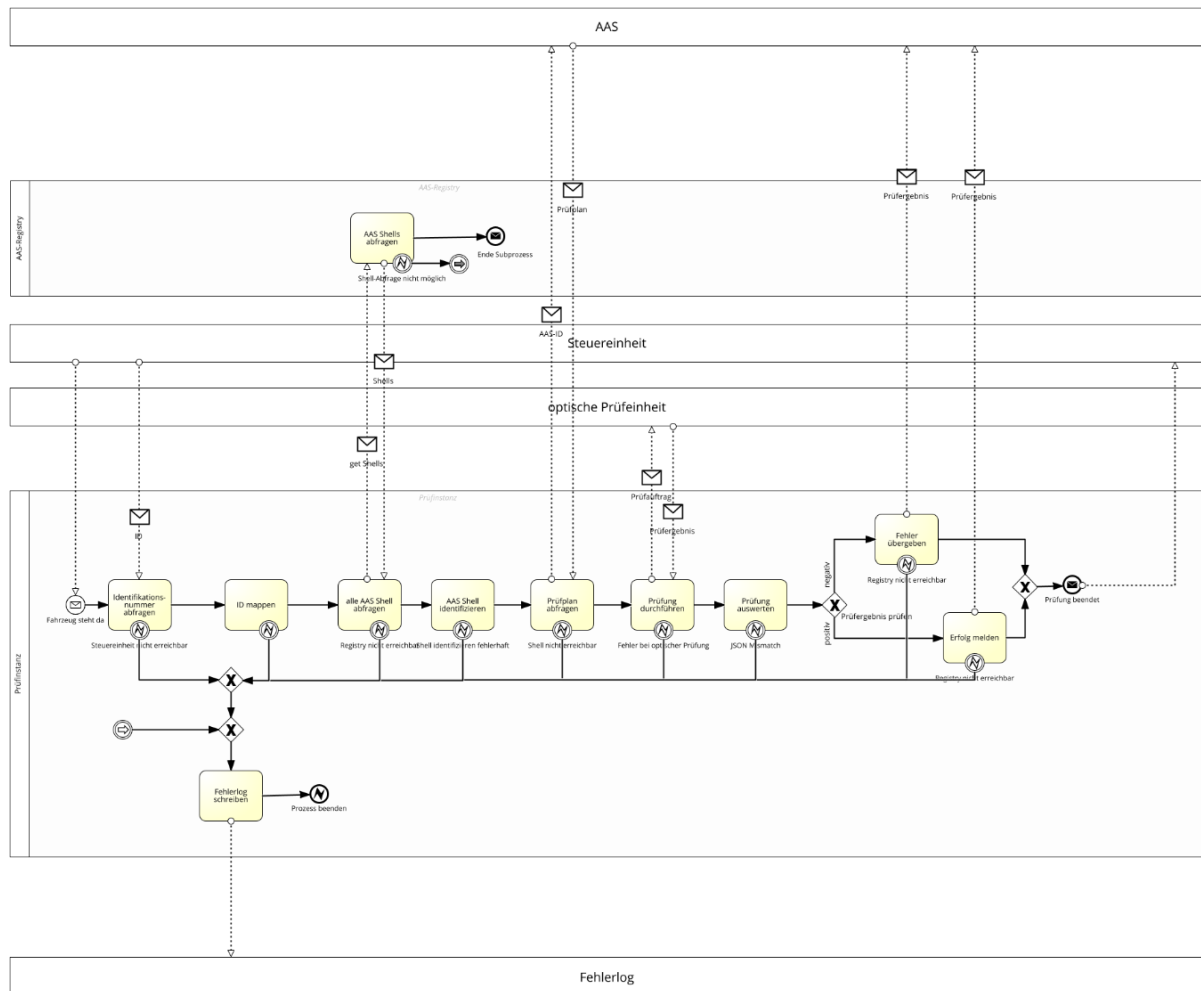 AAS
AAS-Registry
AAS-Registry
Prüfplan
Prüfergebnis
Prüfergebnis
AAS Shells
abfragen
Ende Subprozess
Shell-Abfrage nicht möglich
AAS-ID
Steuereinheit
Shells
optische Prüfeinheit
get Shells
Prüfinstanz
Prüfinstanz
Prüfauftrag
Prüfergebnis
ID
Fehler
übergeben
Registry nicht erreichbar
negativ
Fahrzeug steht da
Identifikations-
nummer
abfragen
ID mappen
alle AAS Shell
abfragen
AAS Shell
identifizieren
Prüfplan
abfragen
Prüfung
durchführen
Prüfung
auswerten
Prüfergebnis prüfen
Prüfung beendet
positiv
Erfolg melden
Steuereinheit nicht erreichbar
Registry nicht erreichbar
Shell identifizieren fehlerhaft
Shell nicht erreichbar
Fehler bei optischer Prüfung
JSON Mismatch
Registry nicht erreichbar
Fehlerlog
schreiben
Prozess beenden
Fehlerlog